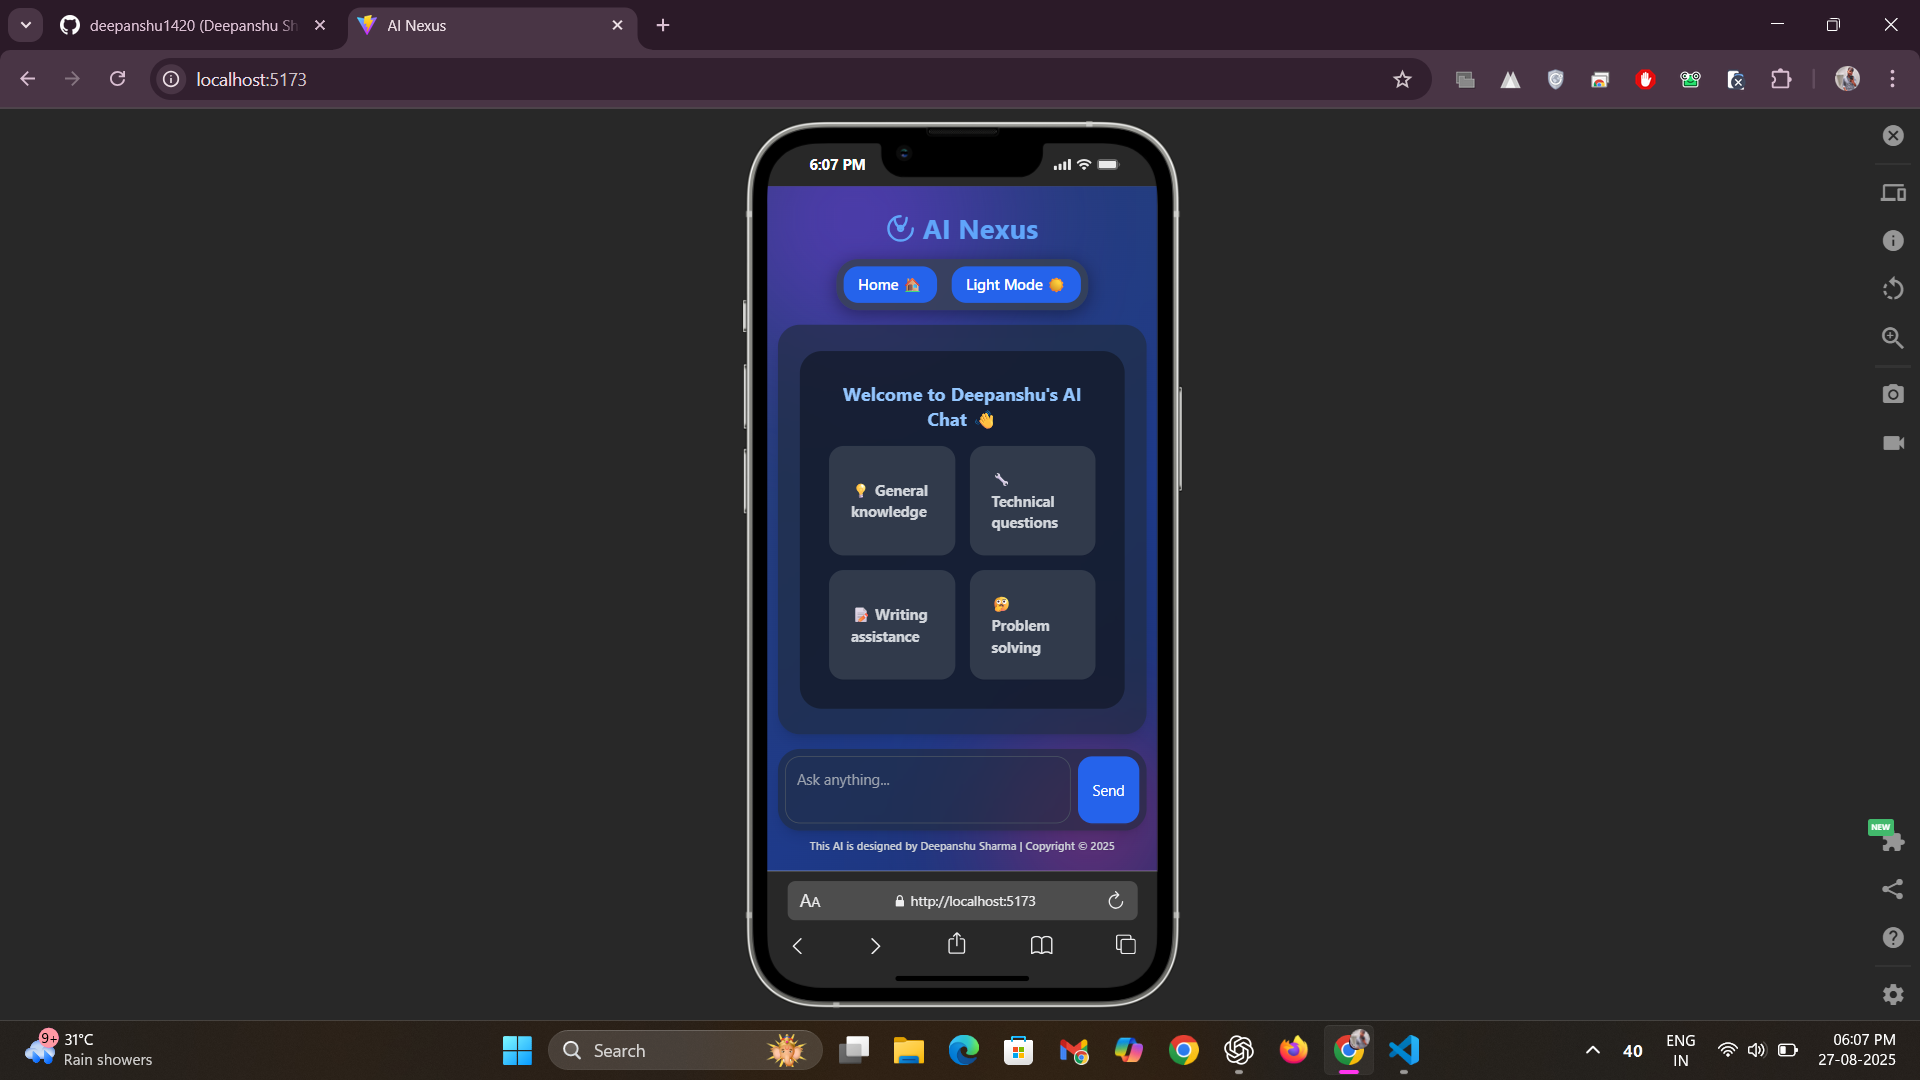 deepanshu1420 (Deepanshu Sh
AI Nexus
localhost:5173
6:07 PM
AI Nexus
Home 🏠
Light Mode ☀️
Welcome to Deepanshu's AI
Chat 👋
💡 General
knowledge
🔧
Technical
questions
📝 Writing
assistance
🤔
Problem
solving
Ask anything...
Send
This AI is designed by Deepanshu Sharma | Copyright © 2025
AA
http://localhost:5173
NEW
9+
31°C
Rain showers
Search
40
ENG
IN
06:07 PM
27-08-2025